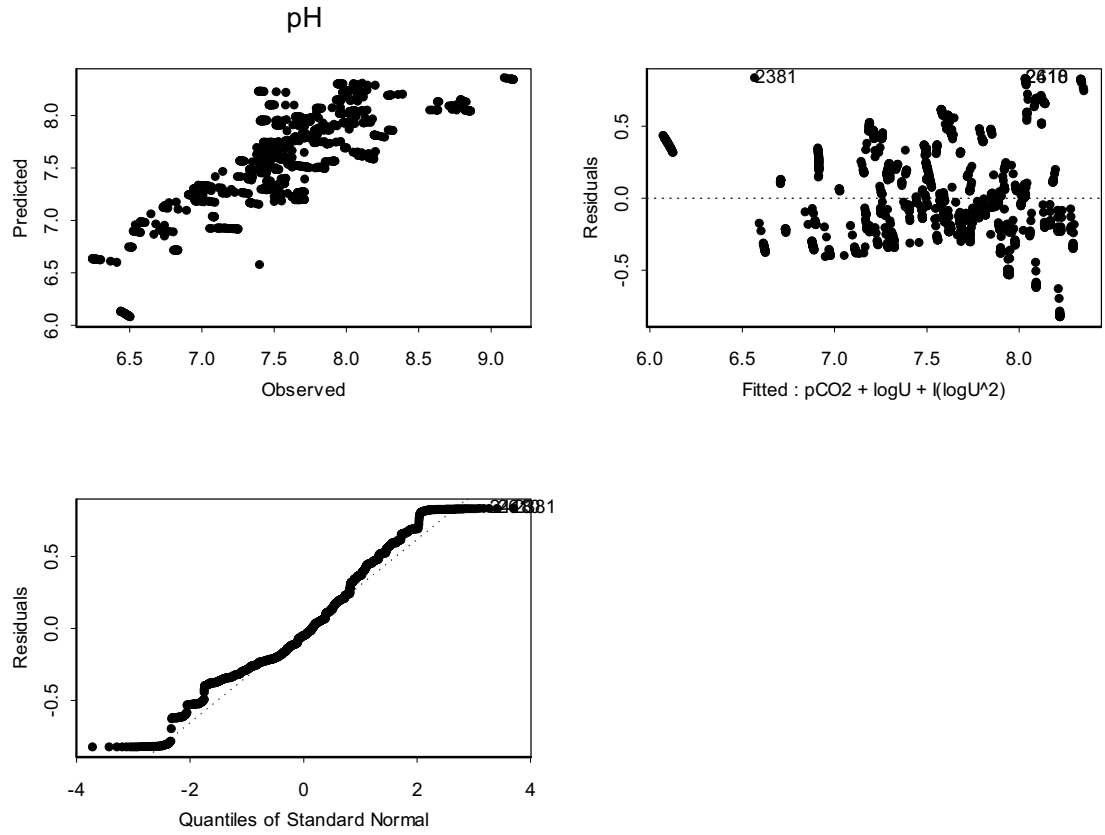 pH
8.0
7.5
7.0
6.5
6.0
Predicted
6.5 7.0 7.5 8.0 8.5 9.0
Observed
2381
0.5
0.0
-0.5
Residuals
6.0 6.5 7.0 7.5 8.0
Fitted : pCO2 + logU + I(logU^2)
0.5
0.0
-0.5
Residuals
-4 -2 0 2 4
Quantiles of Standard Normal